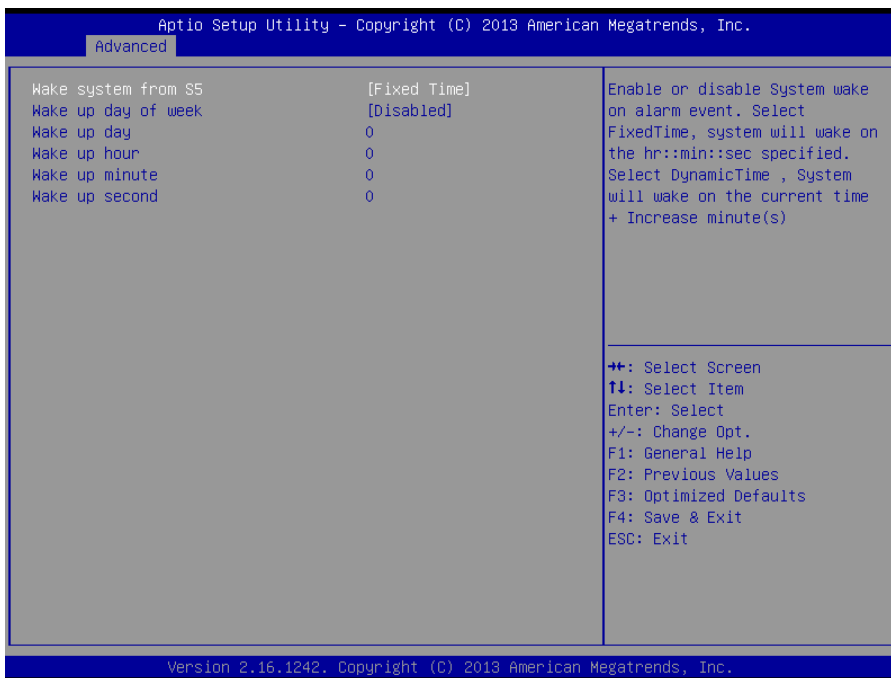 Aptio Setup Utility – Copyright (C) 2013 American Megatrends, Inc.
Advanced
Wake system from S5 [Fixed Time]
Wake up day of week [Disabled]
Wake up day 0
Wake up hour 0
Wake up minute 0
Wake up second 0
Enable or disable System wake
on alarm event. Select
FixedTime, system will wake on
the hr::min::sec specified.
Select DynamicTime , System
will wake on the current time
+ Increase minute(s)
→←: Select Screen
↑↓: Select Item
Enter: Select
+/-: Change Opt.
F1: General Help
F2: Previous Values
F3: Optimized Defaults
F4: Save & Exit
ESC: Exit
Version 2.16.1242. Copyright (C) 2013 American Megatrends, Inc.